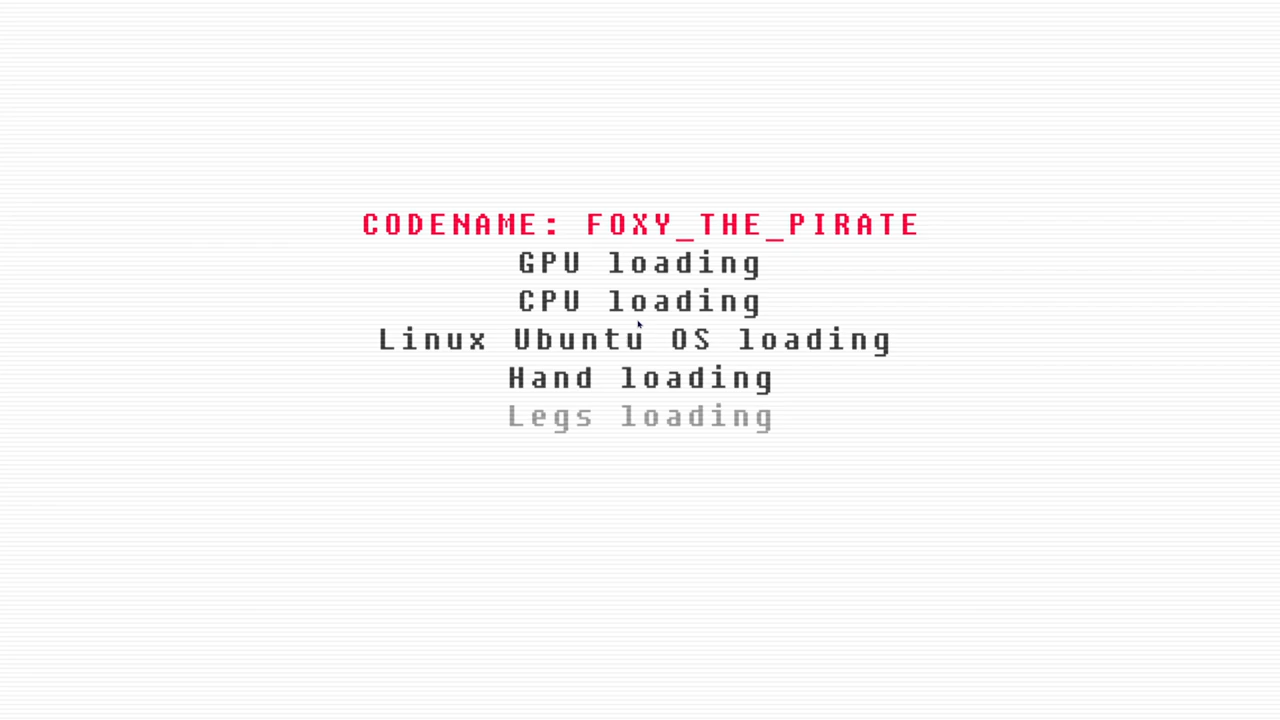 CODENAME: FOXY_THE_PIRATE
GPU loading
CPU loading
Linux Ubuntu OS loading
Hand loading
Legs loading